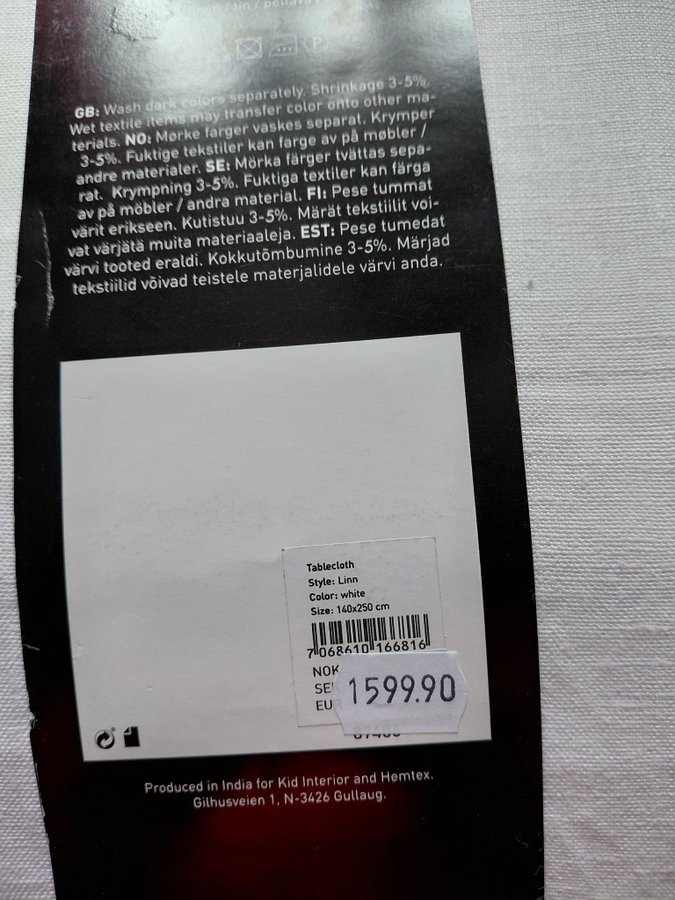 / lin / pellava
GB: Wash dark colors separately. Shrinkage 3-5%.
Wet textile items may transfer color onto other ma-
terials. NO: Mørke farger vaskes separat. Krymper
3-5%. Fuktige tekstiler kan farge av på møbler /
andre materialer. SE: Mörka färger tvättas sepa-
rat. Krympning 3-5%. Fuktiga textiler kan färga
av på möbler / andra material. FI: Pese tummat
värit erikseen. Kutistuu 3-5%. Märät tekstiilit voi-
vat värjätä muita materiaaleja. EST: Pese tumedat
värvi tooted eraldi. Kokkutõmbumine 3-5%. Märjad
tekstiilid võivad teistele materjalidele värvi anda.
Tablecloth
Style: Linn
Color: white
Size: 140x250 cm
7 068610 166816
NOK
EU
1599.90
Produced in India for Kid Interior and Hemtex.
Gilhusveien 1, N-3426 Gullaug.